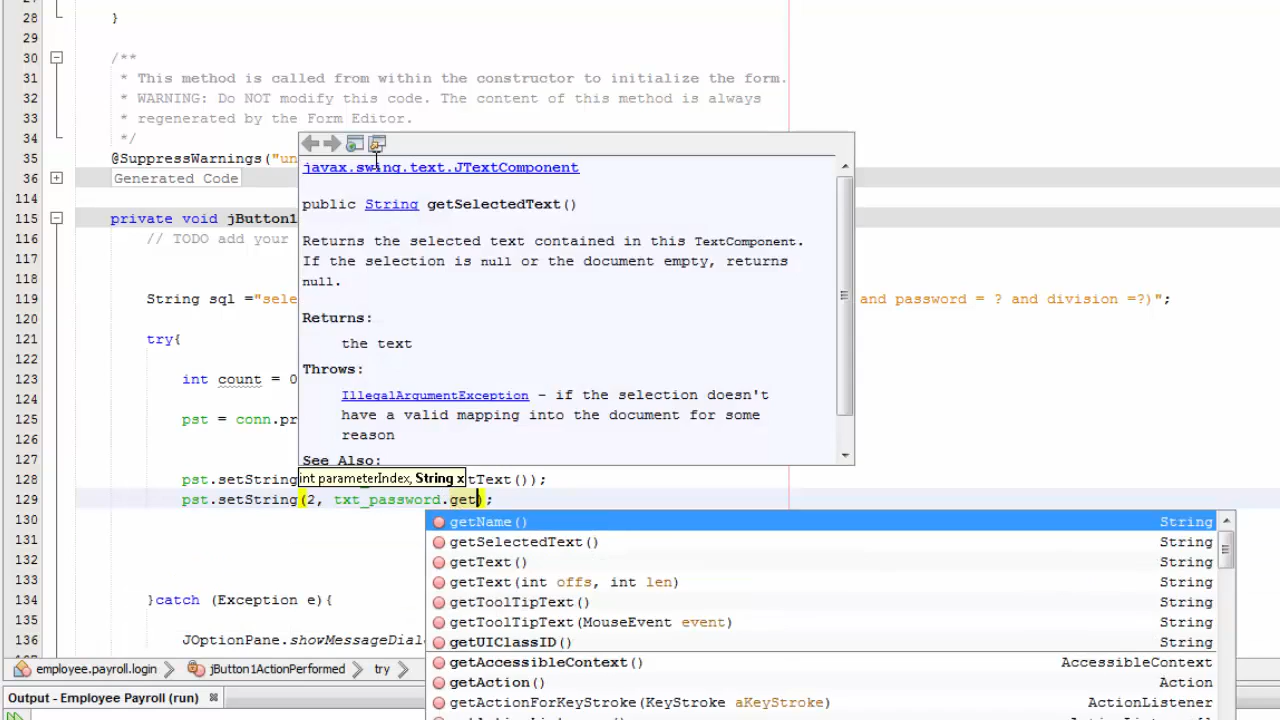 28 }
29
30 /**
31 * This method is called from within the constructor to initialize the form.
32 * WARNING: Do NOT modify this code. The content of this method is always
33 * regenerated by the Form Editor.
34 */
35 @SuppressWarnings("un
36 Generated Code
114
115 private void jButton1
116 // TODO add your
117
118
119 String sql ="sele and password = ? and division =?)";
120
121 try{
122
123 int count = 0
124
125 pst = conn.pr
126
127
128 pst.setString tText());
129 pst.setString(2, txt_password.get);
130
131
132
133
134 }catch (Exception e){
135
136 JOptionPane.showMessageDial
javax.swing.text.JTextComponent
public String getSelectedText()
Returns the selected text contained in this TextComponent.
If the selection is null or the document empty, returns
null.
Returns:
the text
Throws:
IllegalArgumentException - if the selection doesn't
have a valid mapping into the document for some
reason
See Also:
int parameterIndex, String x
getName() String
getSelectedText() String
getText() String
getText(int offs, int len) String
getToolTipText() String
getToolTipText(MouseEvent event) String
getUIClassID() String
getAccessibleContext() AccessibleContext
getAction() Action
getActionForKeyStroke(KeyStroke aKeyStroke) ActionListener
employee.payroll.login jButton1ActionPerformed try
Output - Employee Payroll (run)